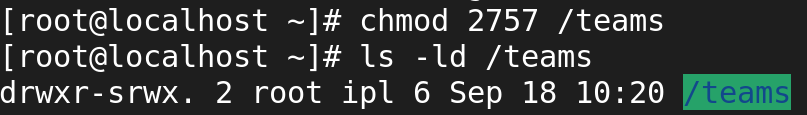 [root@localhost ~]# chmod 2757 /teams
[root@localhost ~]# ls -ld /teams
drwxr-srwx. 2 root ipl 6 Sep 18 10:20 /teams